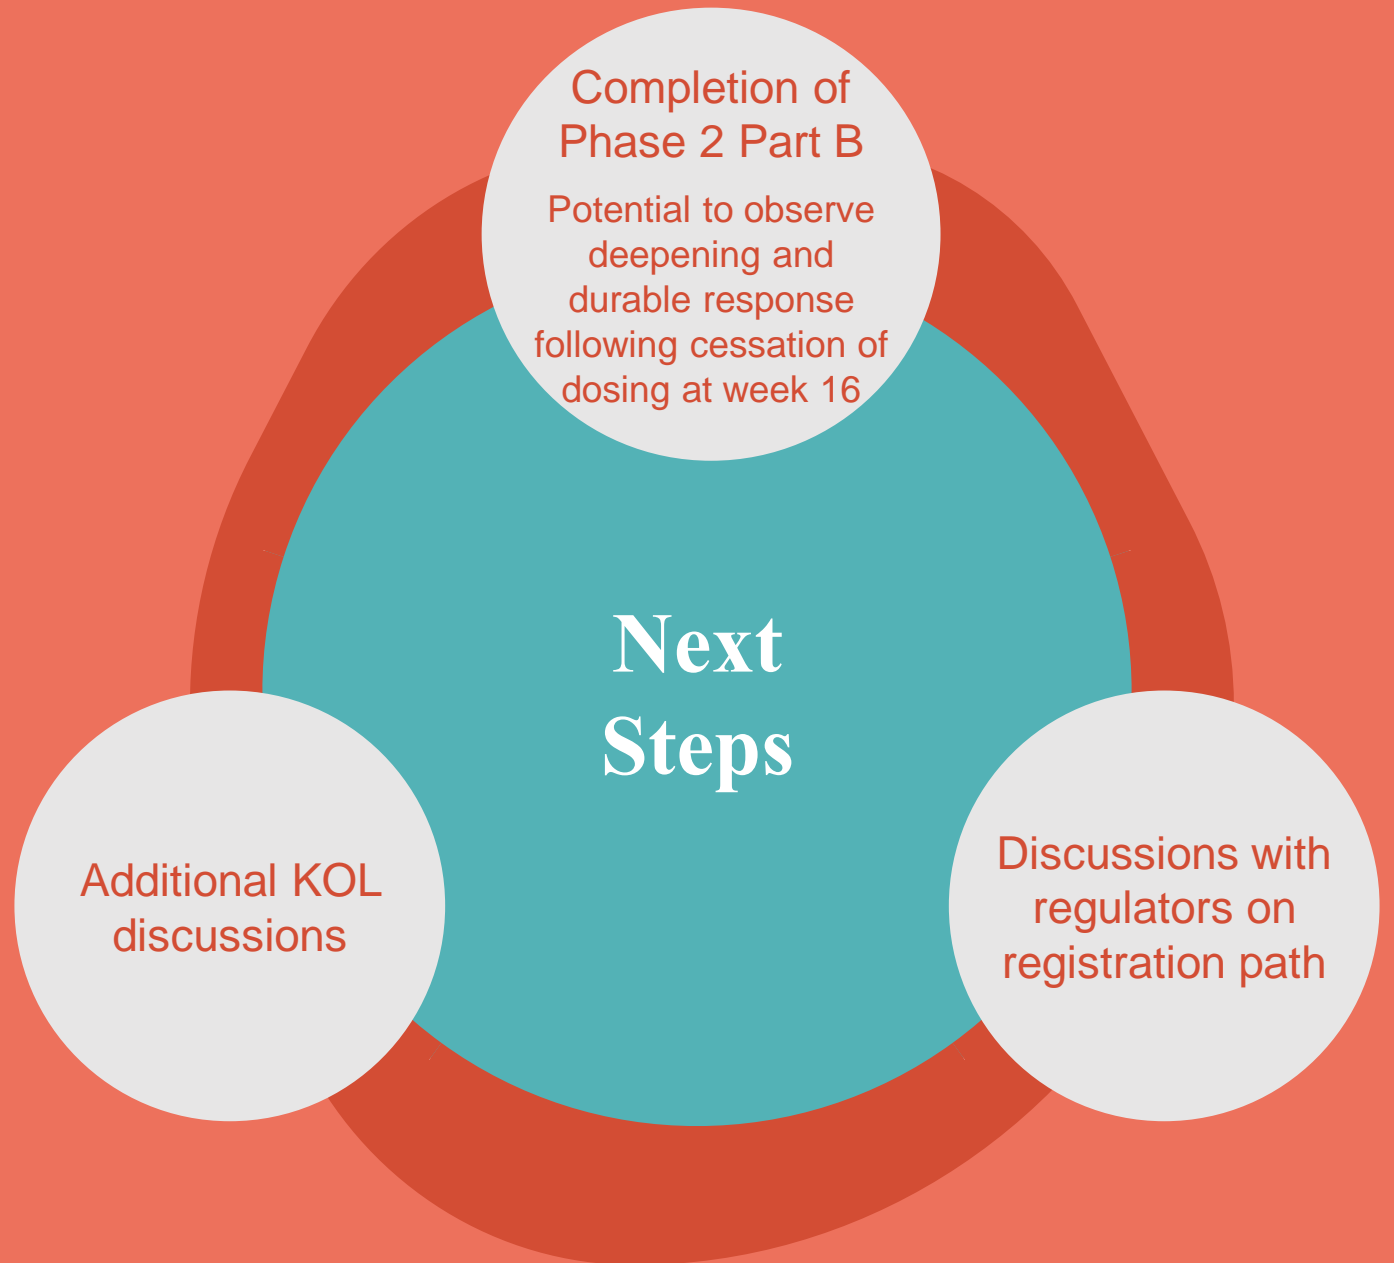 Completion of
Phase 2 Part B
Potential to observe
deepening and
durable response
following cessation of
dosing at week 16
Next
Steps
Additional KOL
discussions
Discussions with
regulators on
registration path